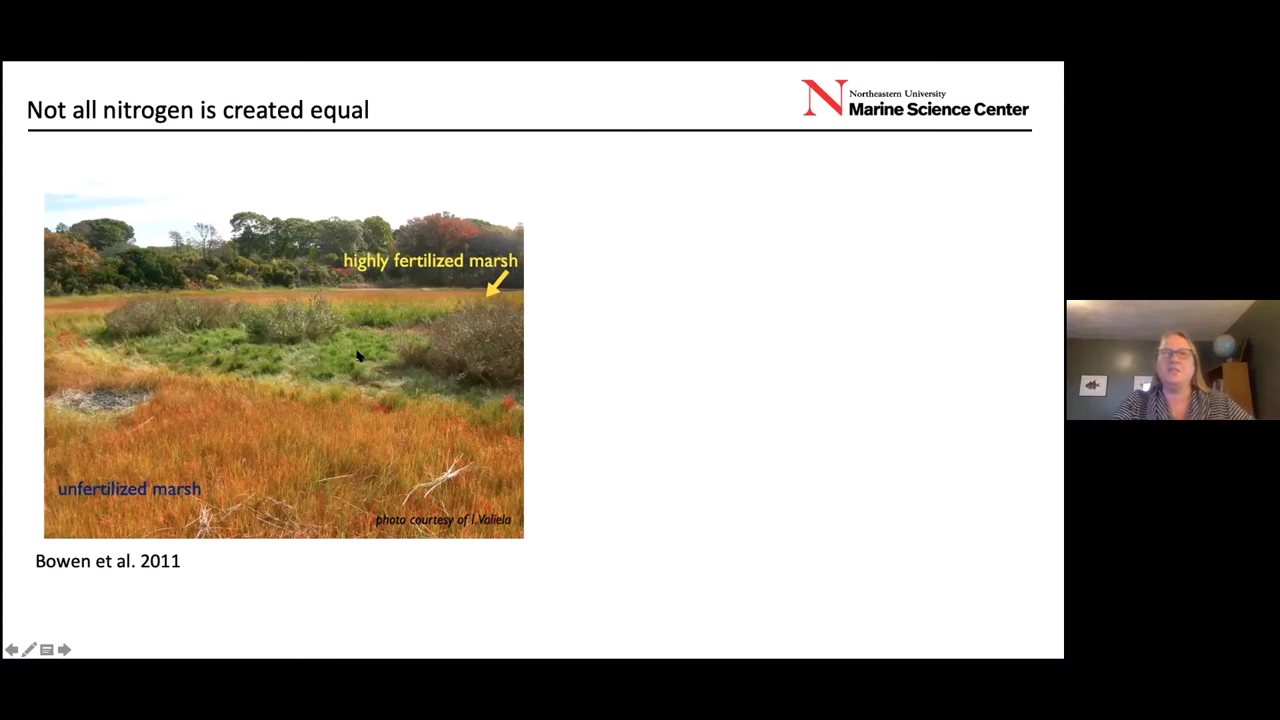 Not all nitrogen is created equal
N
Northeastern University
Marine Science Center
highly fertilized marsh
unfertilized marsh
photo courtesy of I. Valiela
Bowen et al. 2011